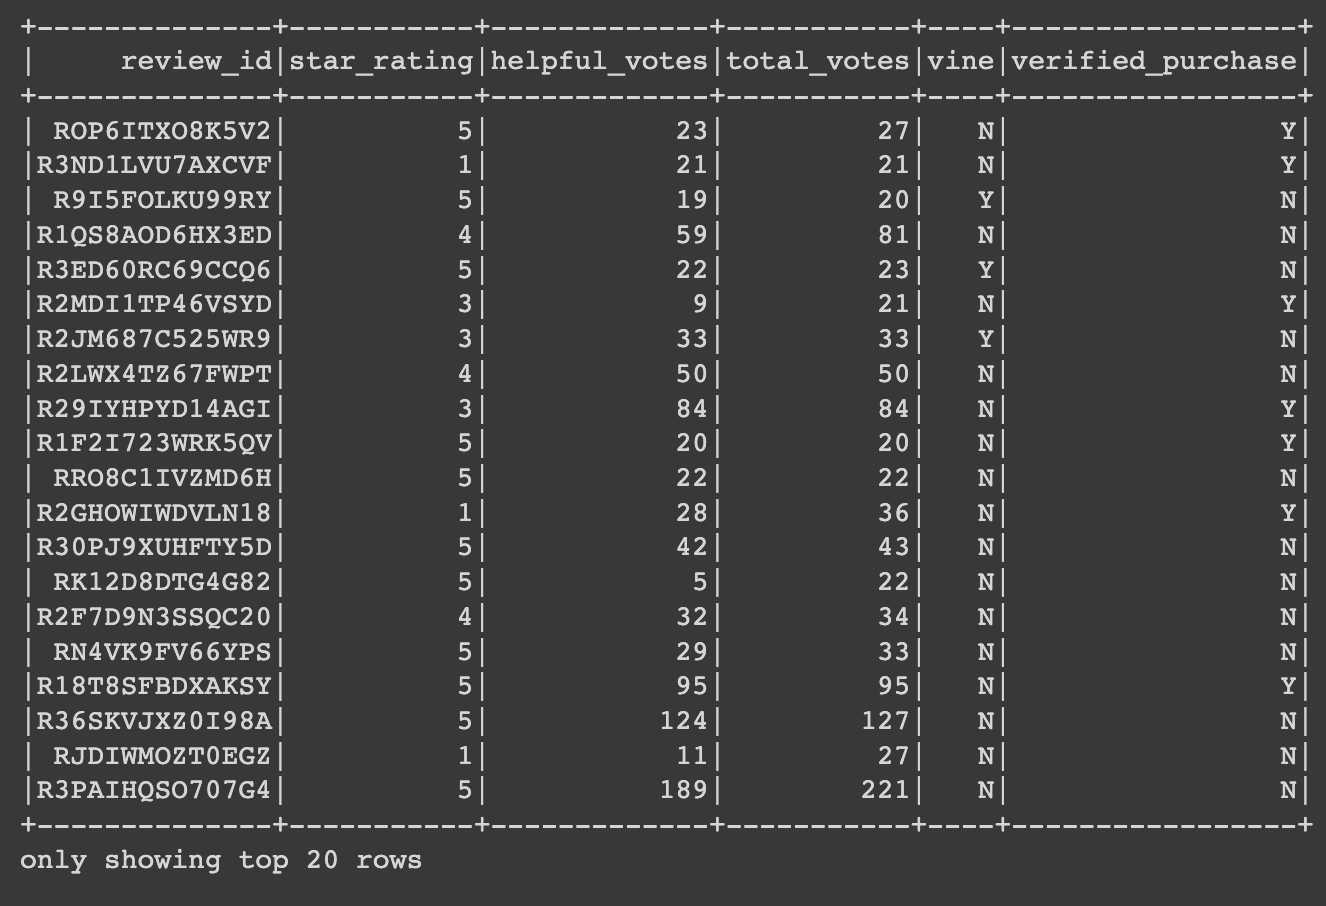 +--------------+-----------+-------------+-----------+----+-----------------+
|     review_id|star_rating|helpful_votes|total_votes|vine|verified_purchase|
+--------------+-----------+-------------+-----------+----+-----------------+
| ROP6ITXO8K5V2|          5|           23|         27|   N|                Y|
|R3ND1LVU7AXCVF|          1|           21|         21|   N|                Y|
| R9I5FOLKU99RY|          5|           19|         20|   Y|                N|
|R1QS8AOD6HX3ED|          4|           59|         81|   N|                N|
|R3ED60RC69CCQ6|          5|           22|         23|   Y|                N|
|R2MDI1TP46VSYD|          3|            9|         21|   N|                Y|
|R2JM687C525WR9|          3|           33|         33|   Y|                N|
|R2LWX4TZ67FWPT|          4|           50|         50|   N|                N|
|R29IYHPYD14AGI|          3|           84|         84|   N|                Y|
|R1F2I723WRK5QV|          5|           20|         20|   N|                Y|
| RRO8C1IVZMD6H|          5|           22|         22|   N|                N|
|R2GHOWIWDVLN18|          1|           28|         36|   N|                Y|
|R30PJ9XUHFTY5D|          5|           42|         43|   N|                N|
| RK12D8DTG4G82|          5|            5|         22|   N|                N|
|R2F7D9N3SSQC20|          4|           32|         34|   N|                N|
| RN4VK9FV66YPS|          5|           29|         33|   N|                N|
|R18T8SFBDXAKSY|          5|           95|         95|   N|                Y|
|R36SKVJXZ0I98A|          5|          124|        127|   N|                N|
| RJDIWMOZT0EGZ|          1|           11|         27|   N|                N|
|R3PAIHQSO707G4|          5|          189|        221|   N|                N|
+--------------+-----------+-------------+-----------+----+-----------------+
only showing top 20 rows